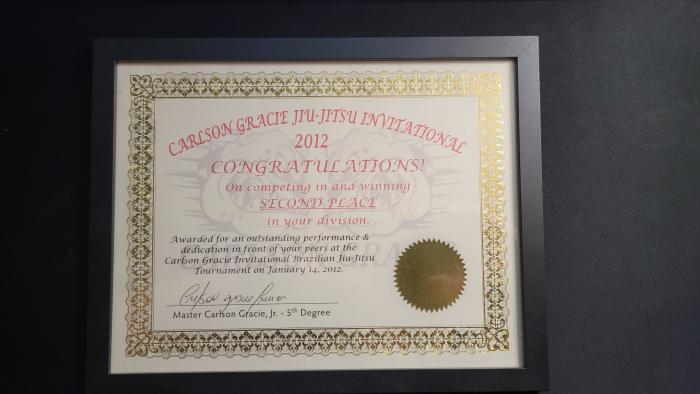 CARLSON GRACIE JIU-JITSU INVITATIONAL
2012
CONGRATULATIONS!
On competing in and winning
SECOND PLACE
in your division.
Awarded for an outstanding performance &
dedication in front of your peers at the
Carlson Gracie Invitational Brazilian Jiu-Jitsu
Tournament on January 14, 2012.
Master Carlson Gracie, Jr. - 5th Degree